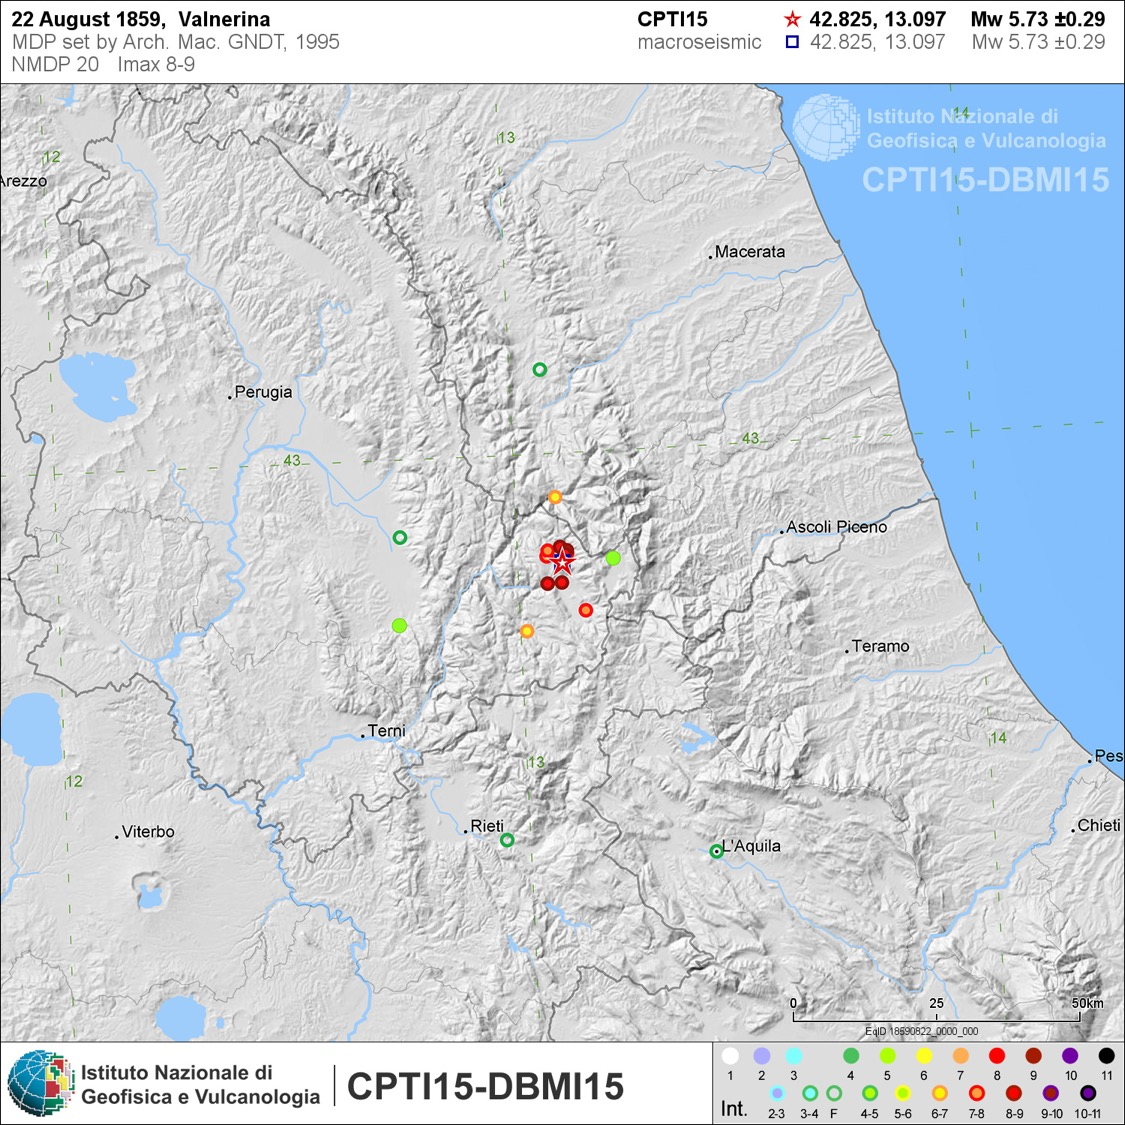 22 August 1859, Valnerina
MDP set by Arch. Mac. GNDT, 1995
NMDP 20 Imax 8-9
CPTI15 42.825, 13.097 Mw 5.73 ±0.29
macroseismic 42.825, 13.097 Mw 5.73 ±0.29
14
Istituto Nazionale di
Geofisica e Vulcanologia
CPTI15-DBMI15
13
12
Arezzo
Macerata
Perugia
43
43
Ascoli Piceno
Teramo
Terni
14
Pes
13
12
Viterbo
Rieti
Chieti
L'Aquila
0 25 50km
EqID 18590822_0000_000
Istituto Nazionale di
Geofisica e Vulcanologia
CPTI15-DBMI15
1 2 3 4 5 6 7 8 9 10 11
Int. 2-3 3-4 F 4-5 5-6 6-7 7-8 8-9 9-10 10-11